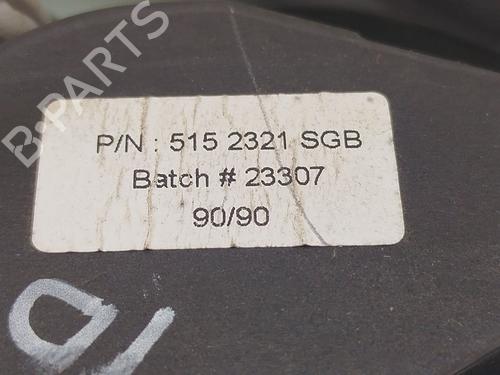 B-PARTS
P/N : 515 2321 SGB
Batch # 23307
90/90